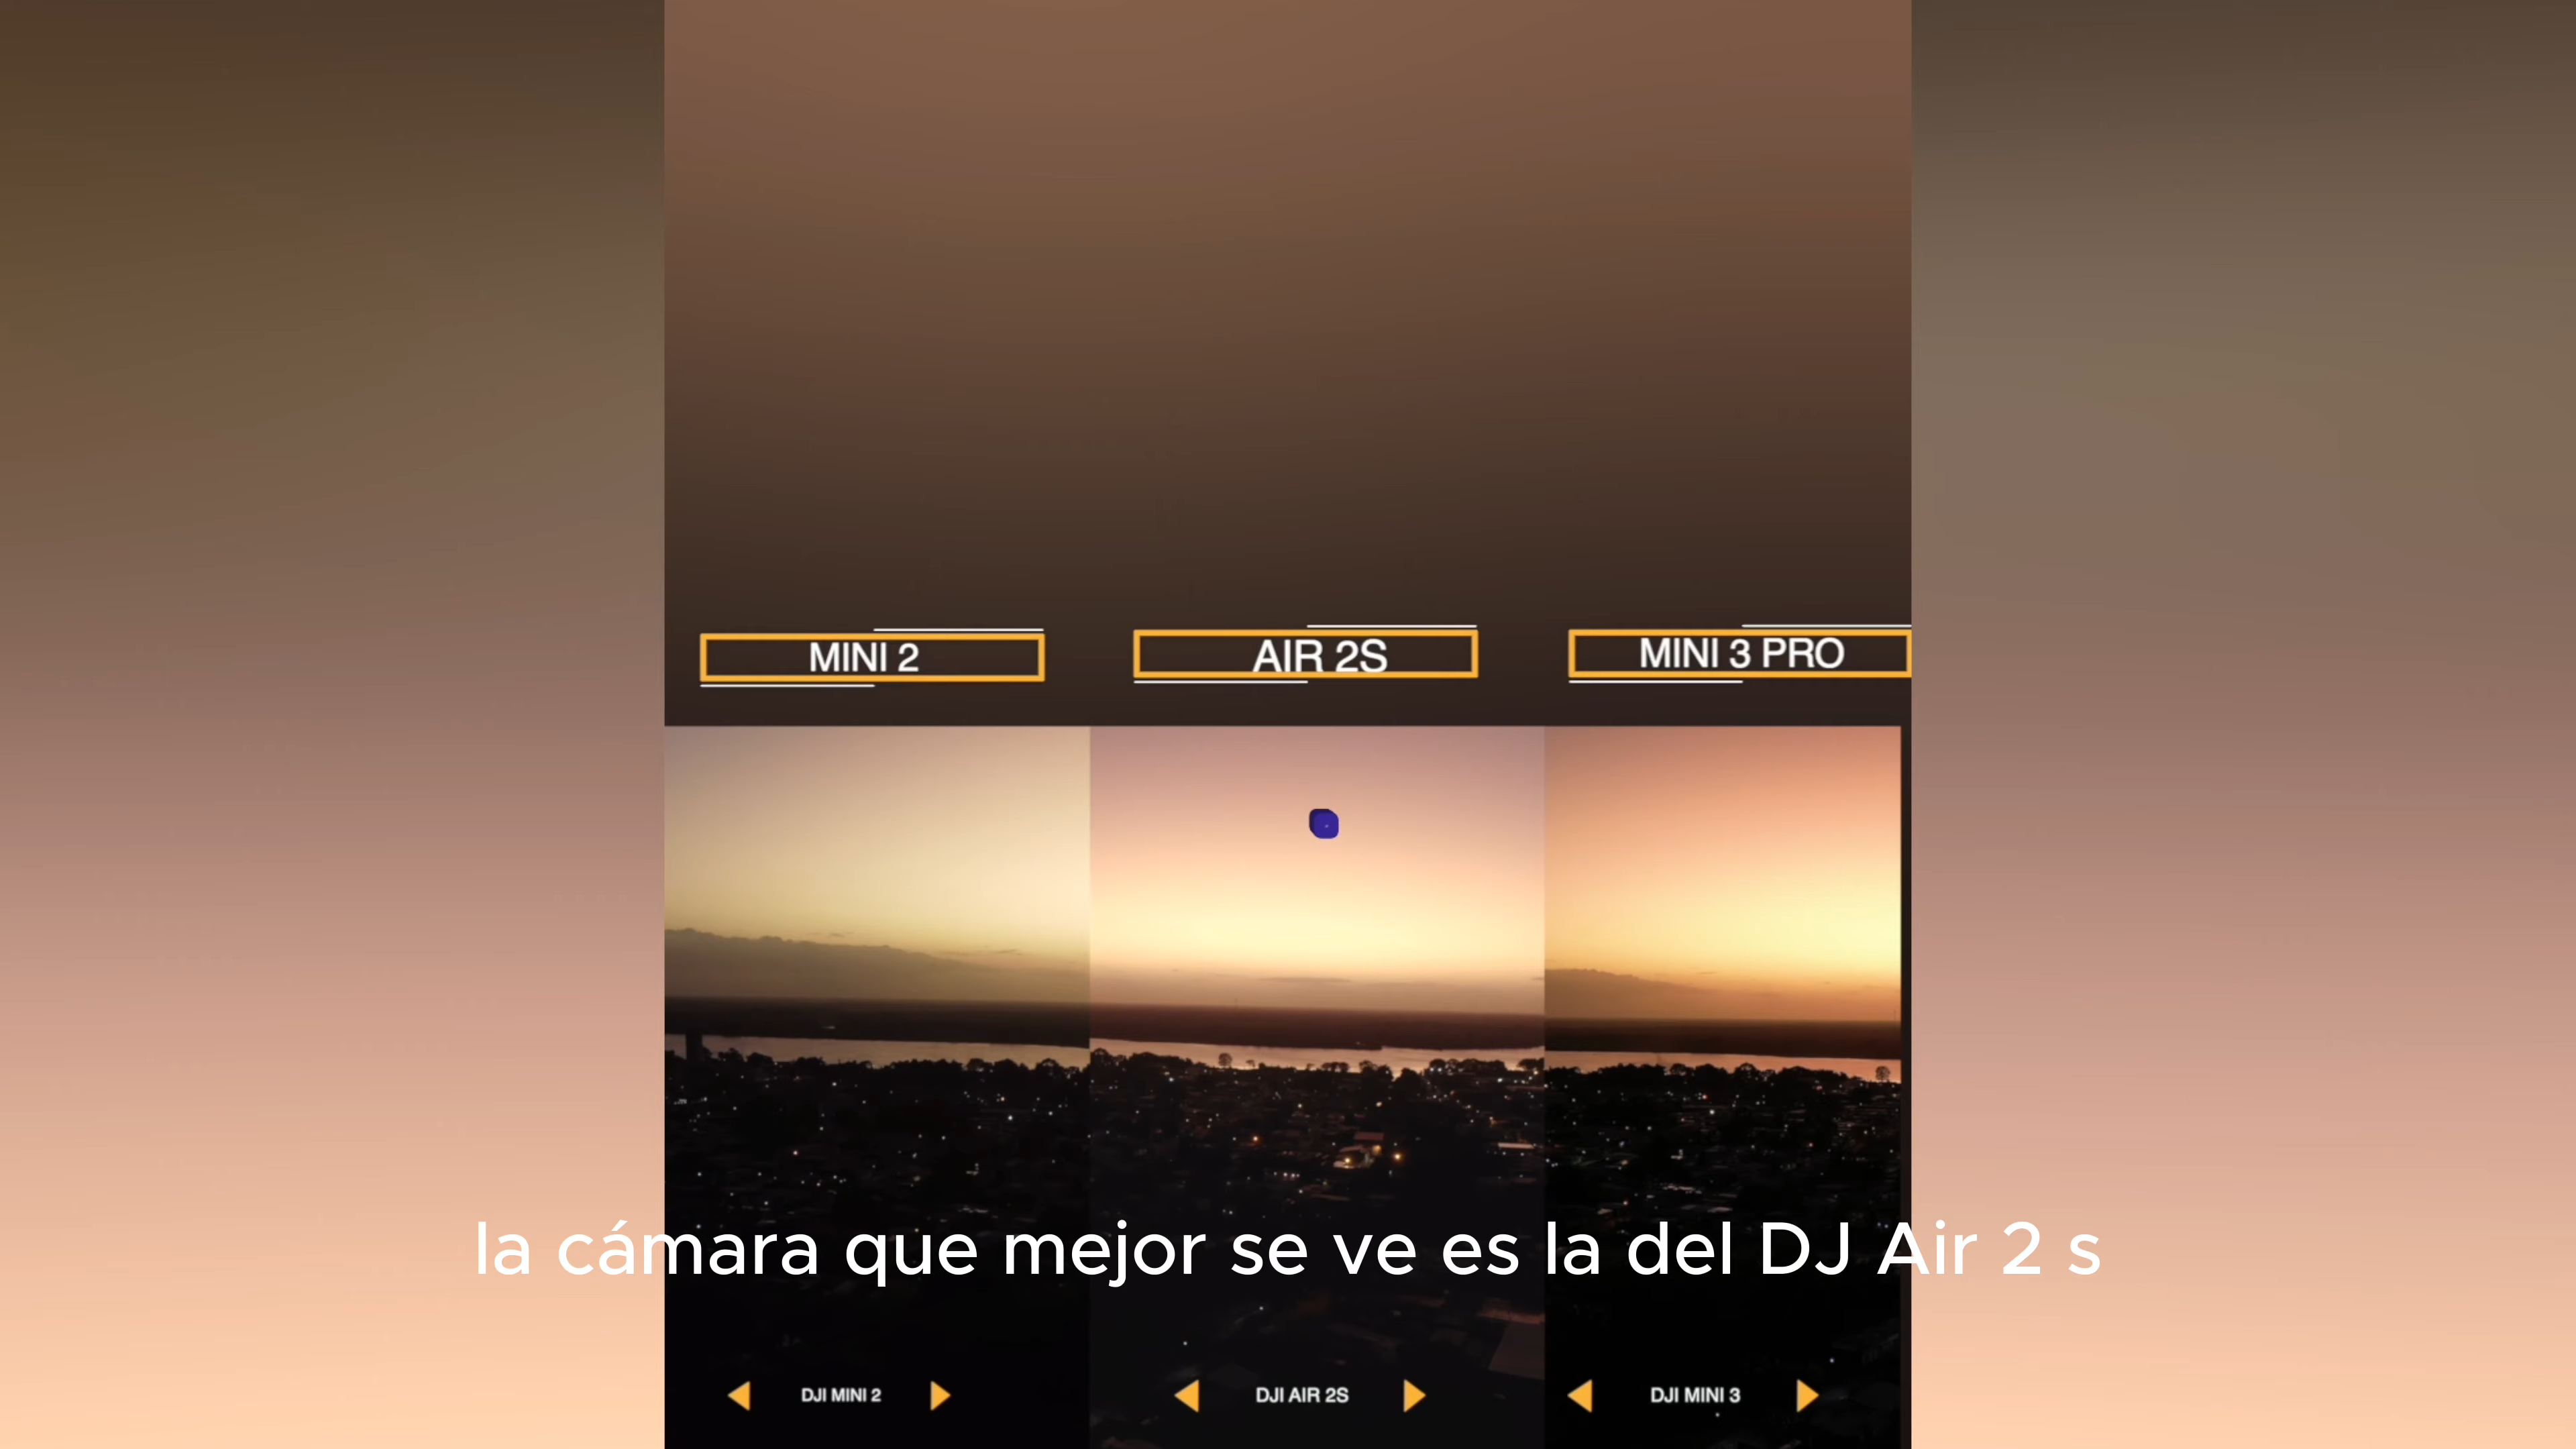 MINI 2
AIR 2S
MINI 3 PRO
la cámara que mejor se ve es la del DJ Air 2 s
DJI MINI 2
DJI AIR 2S
DJI MINI 3